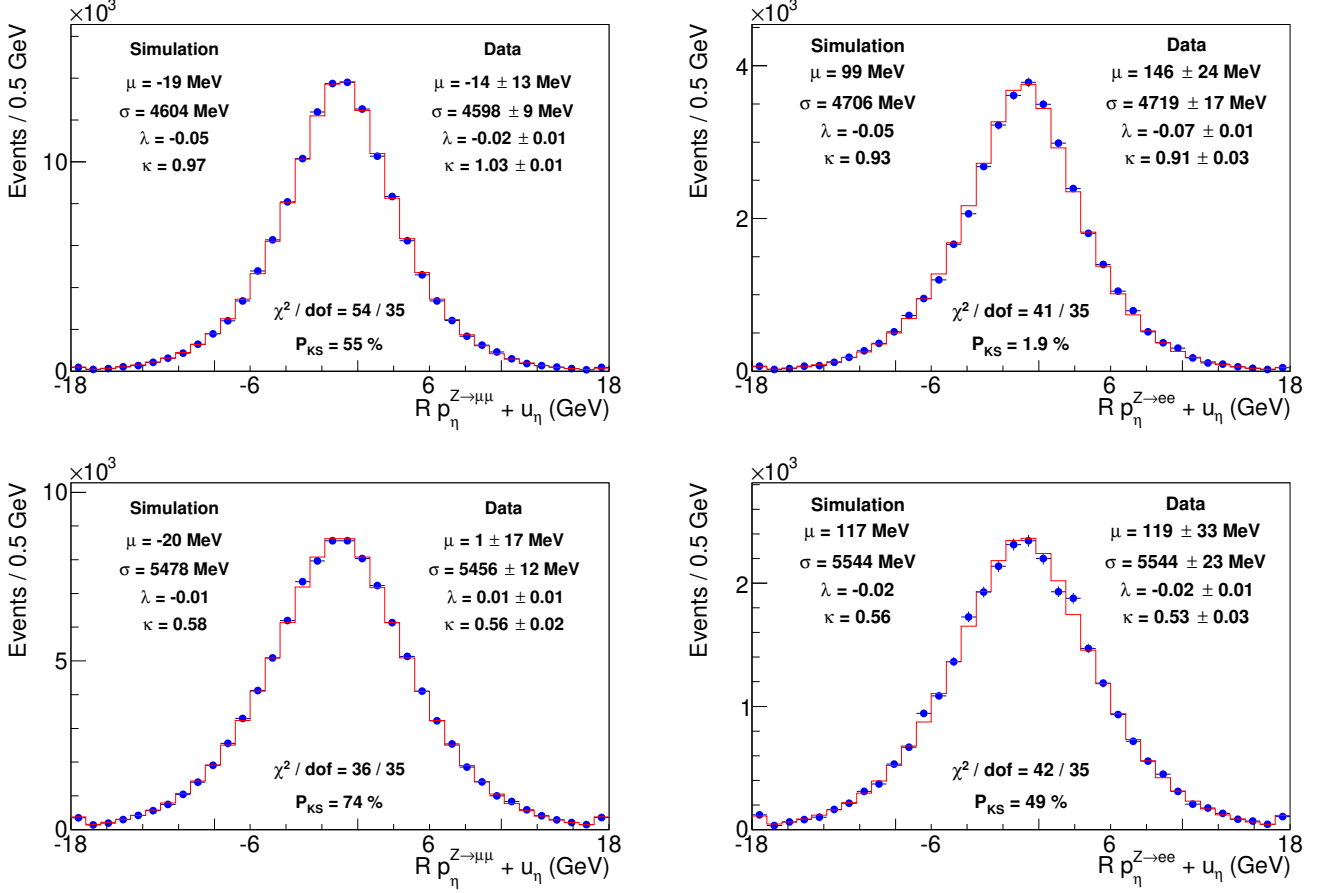 ×10³
Events / 0.5 GeV
Simulation
μ = -19 MeV
σ = 4604 MeV
λ = -0.05
κ = 0.97
Data
μ = -14 ± 13 MeV
σ = 4598 ± 9 MeV
λ = -0.02 ± 0.01
κ = 1.03 ± 0.01
10
0
χ² / dof = 54 / 35
P_KS = 55 %
-18 -6 6 18
R p_η^{Z→μμ} + u_η (GeV)
×10³
Events / 0.5 GeV
Simulation
μ = 99 MeV
σ = 4706 MeV
λ = -0.05
κ = 0.93
Data
μ = 146 ± 24 MeV
σ = 4719 ± 17 MeV
λ = -0.07 ± 0.01
κ = 0.91 ± 0.03
4
2
0
χ² / dof = 41 / 35
P_KS = 1.9 %
-18 -6 6 18
R p_η^{Z→ee} + u_η (GeV)
×10³
Events / 0.5 GeV
Simulation
μ = -20 MeV
σ = 5478 MeV
λ = -0.01
κ = 0.58
Data
μ = 1 ± 17 MeV
σ = 5456 ± 12 MeV
λ = 0.01 ± 0.01
κ = 0.56 ± 0.02
10
5
0
χ² / dof = 36 / 35
P_KS = 74 %
-18 -6 6 18
R p_η^{Z→μμ} + u_η (GeV)
×10³
Events / 0.5 GeV
Simulation
μ = 117 MeV
σ = 5544 MeV
λ = -0.02
κ = 0.56
Data
μ = 119 ± 33 MeV
σ = 5544 ± 23 MeV
λ = -0.02 ± 0.01
κ = 0.53 ± 0.03
2
1
0
χ² / dof = 42 / 35
P_KS = 49 %
-18 -6 6 18
R p_η^{Z→ee} + u_η (GeV)